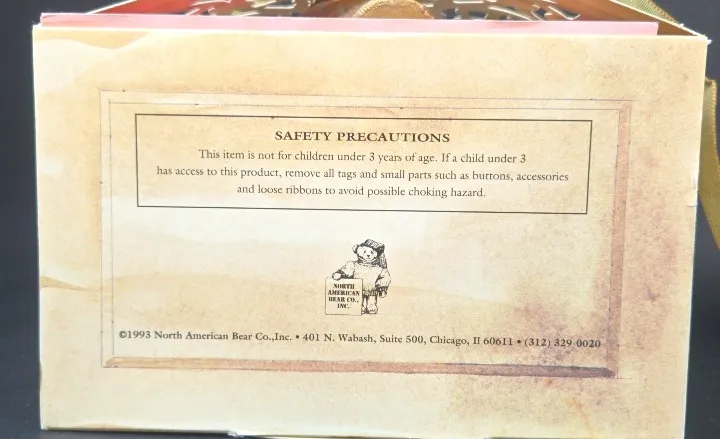 SAFETY PRECAUTIONS
This item is not for children under 3 years of age. If a child under 3
has access to this product, remove all tags and small parts such as buttons, accessories
and loose ribbons to avoid possible choking hazard.
NORTH
AMERICAN
BEAR CO.,
INC.
©1993 North American Bear Co.,Inc. • 401 N. Wabash, Suite 500, Chicago, Il 60611 • (312) 329 0020